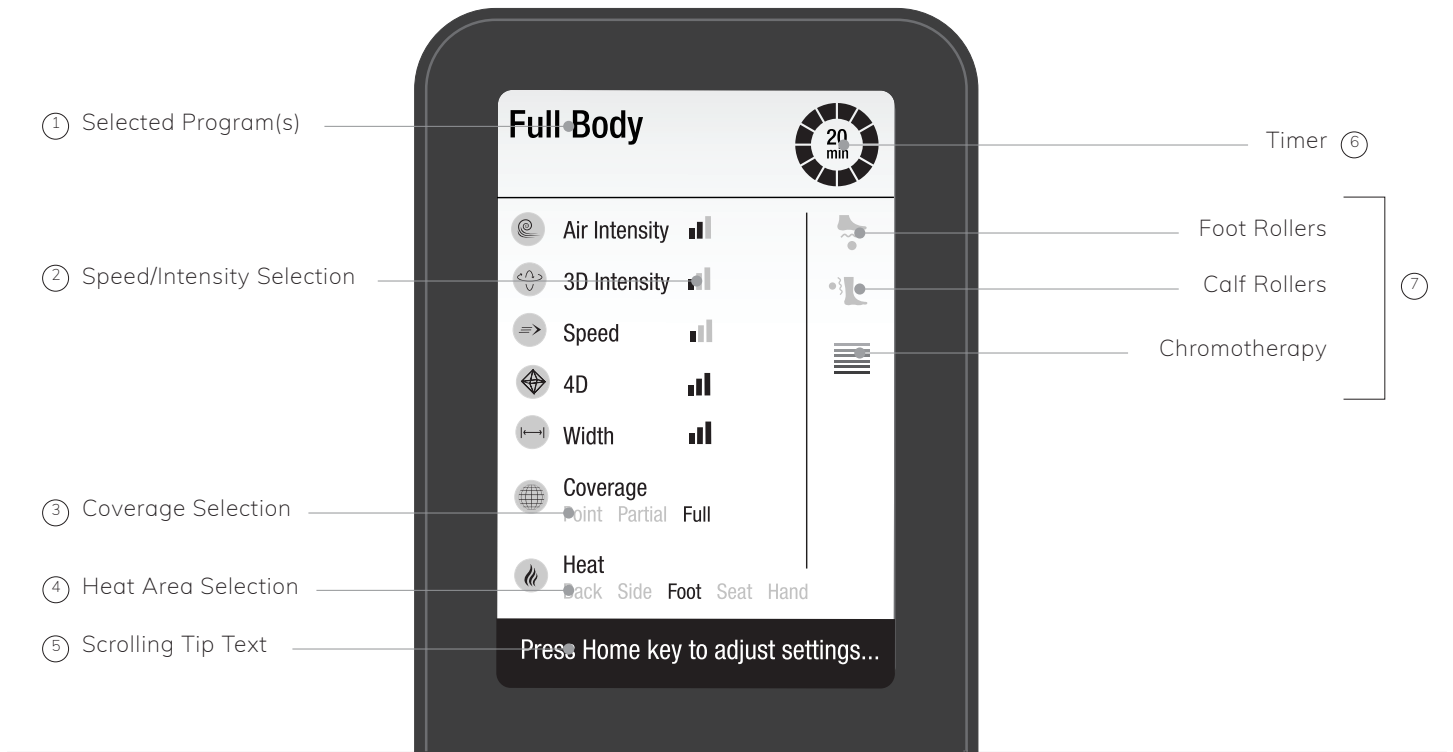 1 Selected Program(s)
2 Speed/Intensity Selection
3 Coverage Selection
4 Heat Area Selection
5 Scrolling Tip Text
Full Body
20
min
Air Intensity
3D Intensity
Speed
4D
Width
Coverage
Point Partial Full
Heat
Back Side Foot Seat Hand
Press Home key to adjust settings...
Timer 6
Foot Rollers
Calf Rollers
7
Chromotherapy